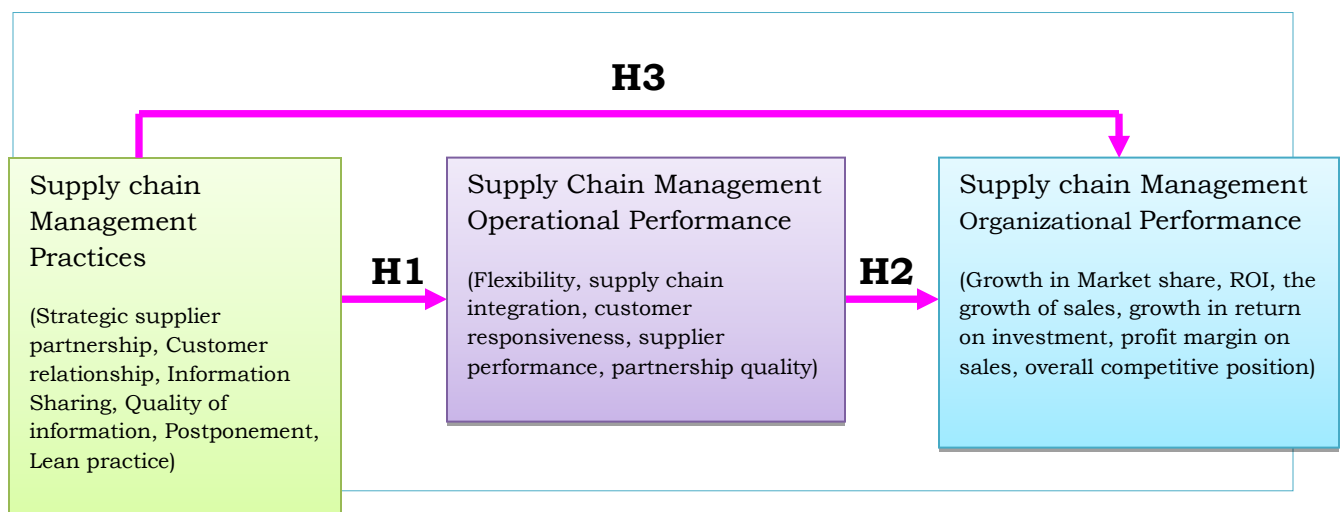 H3
Supply chain
Management
Practices
(Strategic supplier
partnership, Customer
relationship, Information
Sharing, Quality of
information, Postponement,
Lean practice)
H1
Supply Chain Management
Operational Performance
(Flexibility, supply chain
integration, customer
responsiveness, supplier
performance, partnership quality)
H2
Supply chain Management
Organizational Performance
(Growth in Market share, ROI, the
growth of sales, growth in return
on investment, profit margin on
sales, overall competitive position)